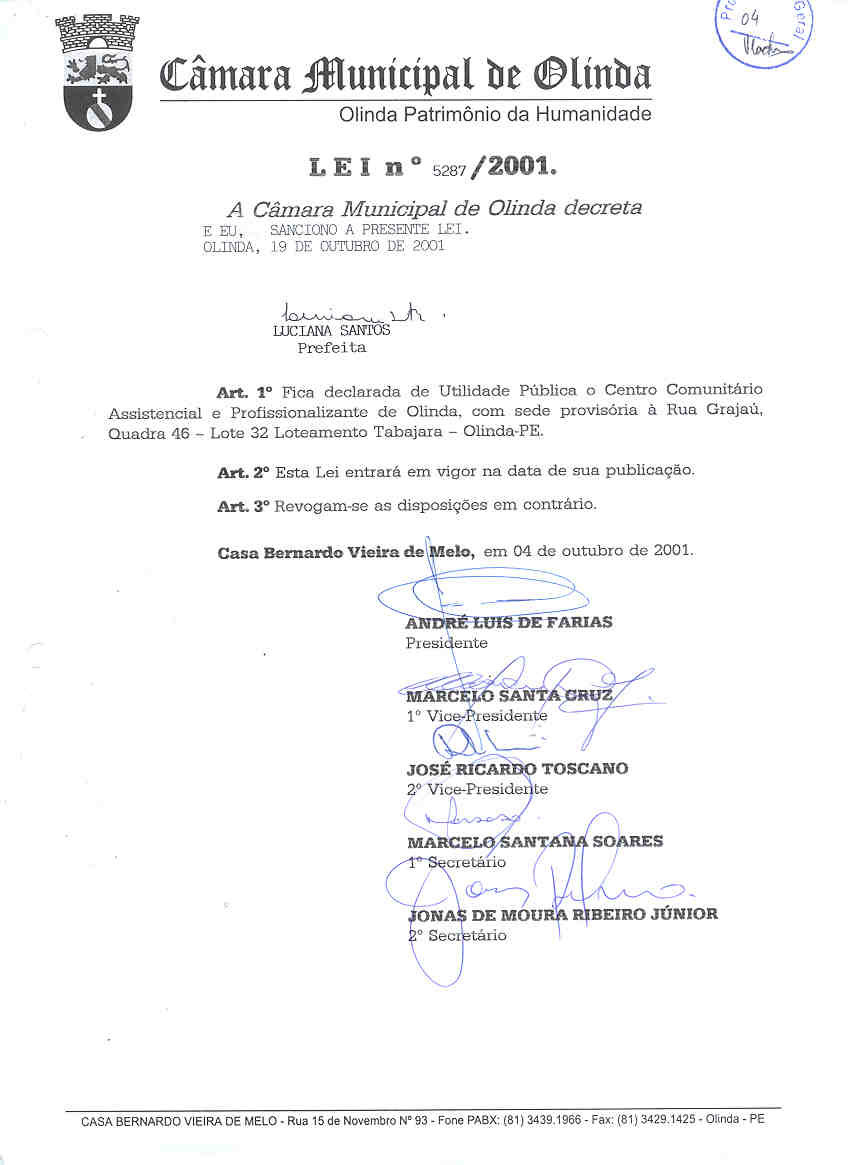 04
Geral
Câmara Municipal de Olinda
Olinda Patrimônio da Humanidade
LEI nº 5287/2001.
A Câmara Municipal de Olinda decreta
E EU, SANCIONO A PRESENTE LEI.
OLINDA, 19 DE OUTUBRO DE 2001
LUCIANA SANTOS
Prefeita
Art. 1º Fica declarada de Utilidade Pública o Centro Comunitário
Assistencial e Profissionalizante de Olinda, com sede provisória à Rua Grajaú,
Quadra 46 – Lote 32 Loteamento Tabajara – Olinda-PE.
Art. 2º Esta Lei entrará em vigor na data de sua publicação.
Art. 3º Revogam-se as disposições em contrário.
Casa Bernardo Vieira de Melo, em 04 de outubro de 2001.
ANDRÉ LUIS DE FARIAS
Presidente
MARCELO SANTA CRUZ
1º Vice-Presidente
JOSÉ RICARDO TOSCANO
2º Vice-Presidente
MARCELO SANTANA SOARES
1º Secretário
JONAS DE MOURA RIBEIRO JÚNIOR
2º Secretário
CASA BERNARDO VIEIRA DE MELO - Rua 15 de Novembro Nº 93 - Fone PABX: (81) 3439.1966 - Fax: (81) 3429.1425 - Olinda - PE